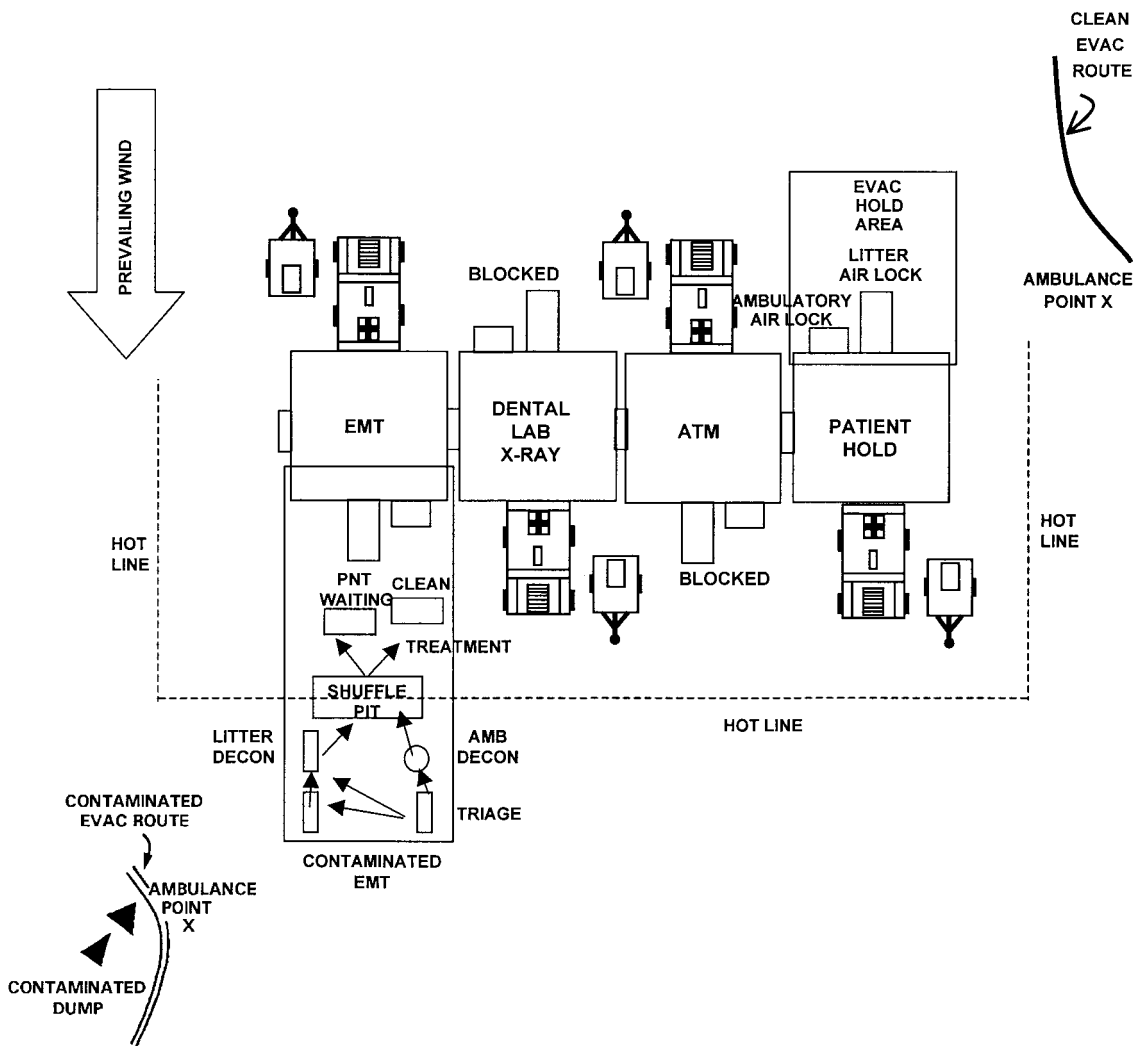 CLEAN
EVAC
ROUTE
PREVAILING WIND
EVAC
HOLD
AREA
LITTER
AIR LOCK
BLOCKED
AMBULATORY
AIR LOCK
AMBULANCE
POINT X
EMT
DENTAL
LAB
X-RAY
ATM
PATIENT
HOLD
HOT
LINE
HOT
LINE
BLOCKED
PNT
WAITING
CLEAN
TREATMENT
SHUFFLE
PIT
HOT LINE
LITTER
DECON
AMB
DECON
TRIAGE
CONTAMINATED
EVAC ROUTE
CONTAMINATED
EMT
AMBULANCE
POINT
X
CONTAMINATED
DUMP